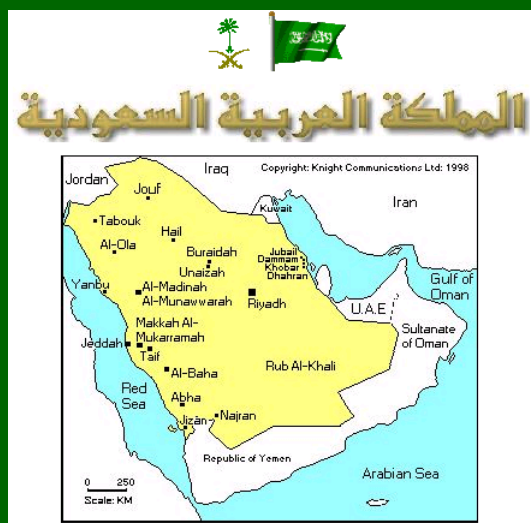 المملكة العربية السعودية
Copyright: Knight Communications Ltd: 1998
Iraq
Jordan
Jouf
Kuwait
Iran
Tabouk
Hail
Al-Ola
Buraidah
Unaizah
Jubail
Dammam
Khobar
Dhahran
Yanbu
Al-Madinah
Al-Munawwarah
Riyadh
Gulf of
Oman
U.A.E
Makkah Al-
Mukarramah
Jeddah
Taif
Sultanate
of Oman
Al-Baha
Rub Al-Khali
Red
Sea
Abha
Najran
Jizan
Republic of Yemen
Arabian Sea
0 250
Scale: KM